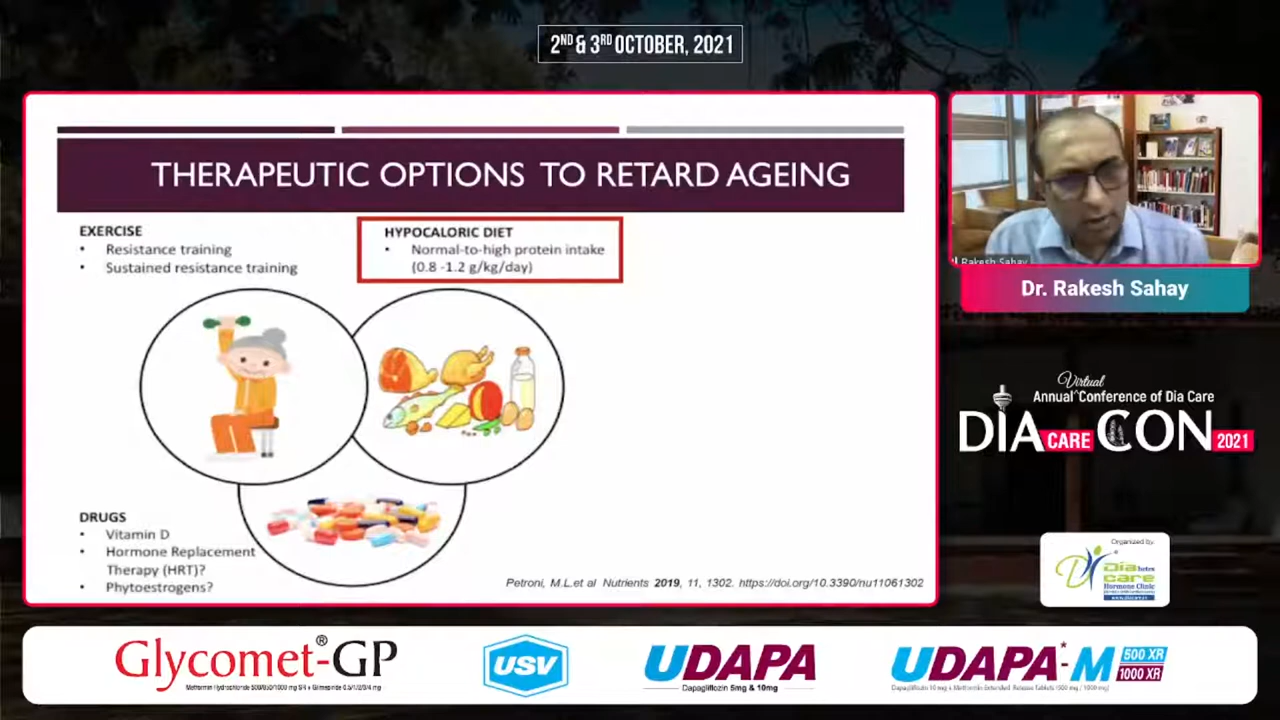 2ND & 3RD OCTOBER, 2021
THERAPEUTIC OPTIONS TO RETARD AGEING
EXERCISE
• Resistance training
• Sustained resistance training
HYPOCALORIC DIET
• Normal-to-high protein intake
(0.8 -1.2 g/kg/day)
DRUGS
• Vitamin D
• Hormone Replacement
Therapy (HRT)?
• Phytoestrogens?
Petroni, M.L.et al Nutrients 2019, 11, 1302. https://doi.org/10.3390/nu11061302
Rakesh Sahay
Dr. Rakesh Sahay
Virtual
Annual^Conference of Dia Care
DIA CARE CON 2021
Organized by:
Diabetes
care
Hormone Clinic
Glycomet®-GP
Metformin Hydrochloride 500/850/1000 mg SR + Glimepiride 0.5/1/2/3/4 mg
USV
UDAPA
Dapagliflozin 5mg & 10mg
UDAPA*-M 500 XR
1000 XR
Dapagliflozin 10 mg + Metformin Extended Release Tablets (500 mg / 1000 mg)